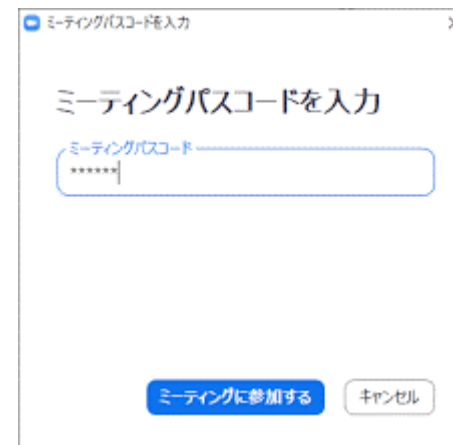 ミーティングパスコードを入力
ミーティングパスコードを入力
ミーティングパスコード
******
ミーティングに参加する
キャンセル